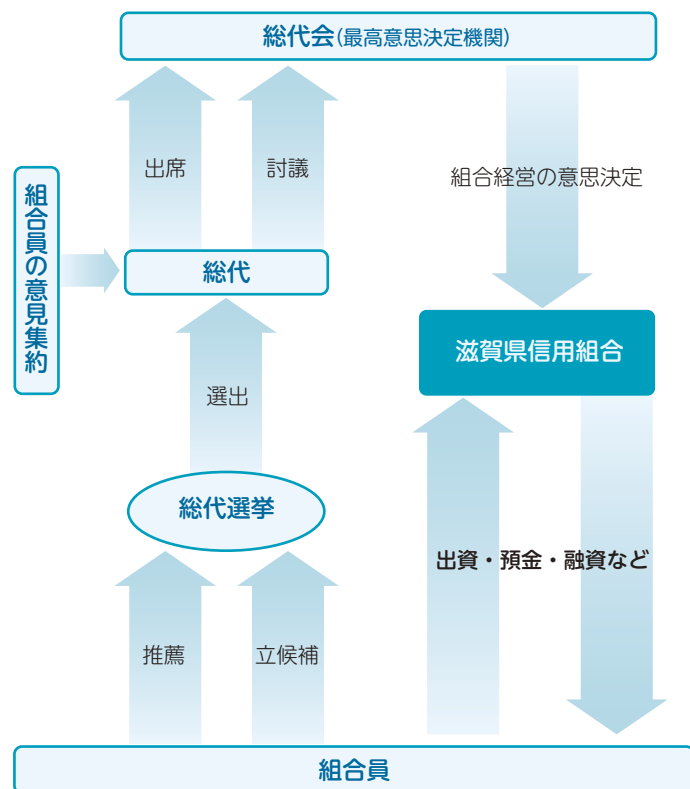 総代会(最高意思決定機関)
出席
討議
組合経営の意思決定
組合員の意見集約
総代
滋賀県信用組合
選出
総代選挙
出資・預金・融資など
推薦
立候補
組合員